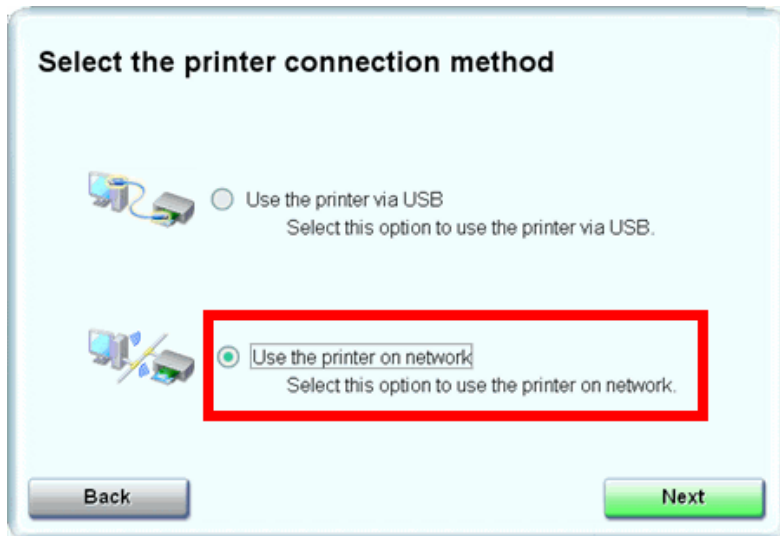 Select the printer connection method
Use the printer via USB
Select this option to use the printer via USB.
Use the printer on network
Select this option to use the printer on network.
Back
Next